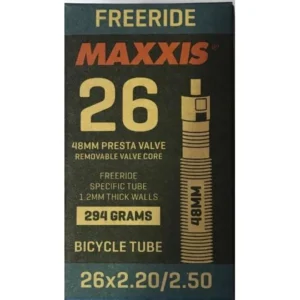 FREERIDE
MAXXIS
26
48MM PRESTA VALVE
REMOVABLE VALVE CORE
FREERIDE
SPECIFIC TUBE
1.2MM THICK WALLS
294 GRAMS
48MM
BICYCLE TUBE
26x2.20/2.50